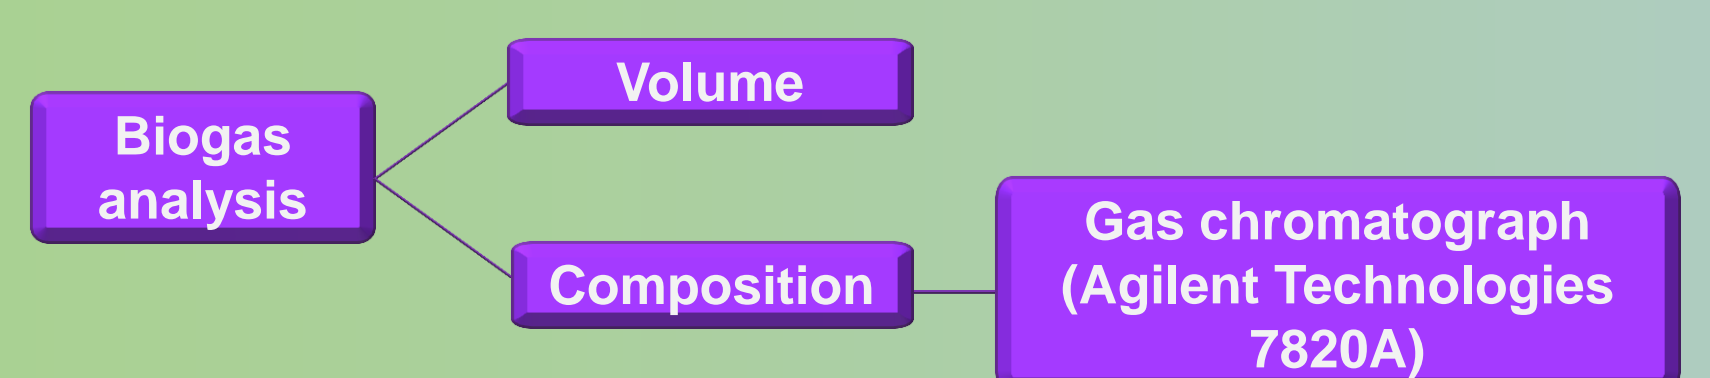 Biogas
analysis
Volume
Composition
Gas chromatograph
(Agilent Technologies
7820A)